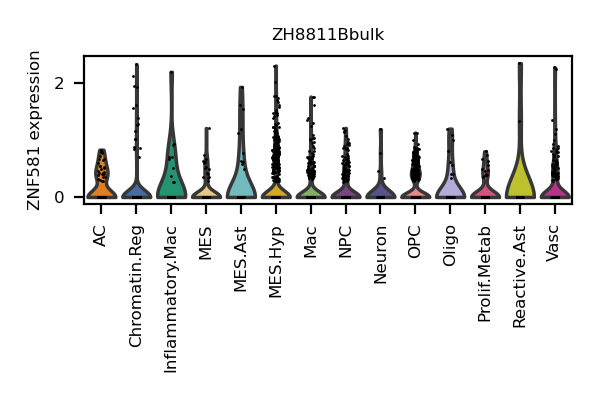 ZH8811Bbulk
ZNF581 expression
2
0
AC
Chromatin.Reg
Inflammatory.Mac
MES
MES.Ast
MES.Hyp
Mac
NPC
Neuron
OPC
Oligo
Prolif.Metab
Reactive.Ast
Vasc